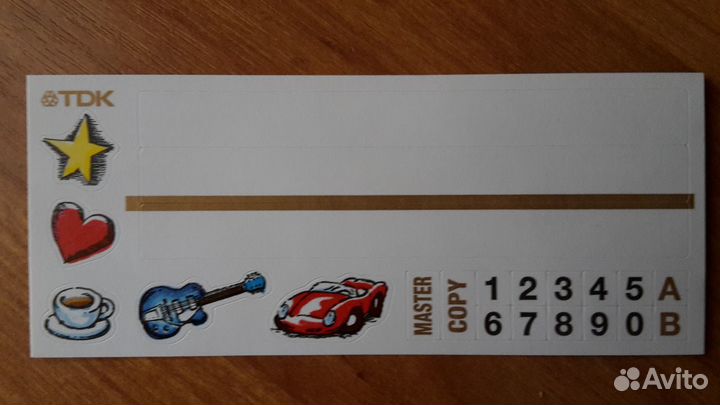 TDK
MASTER
COPY
1 2 3 4 5 A
6 7 8 9 0 B
Avito